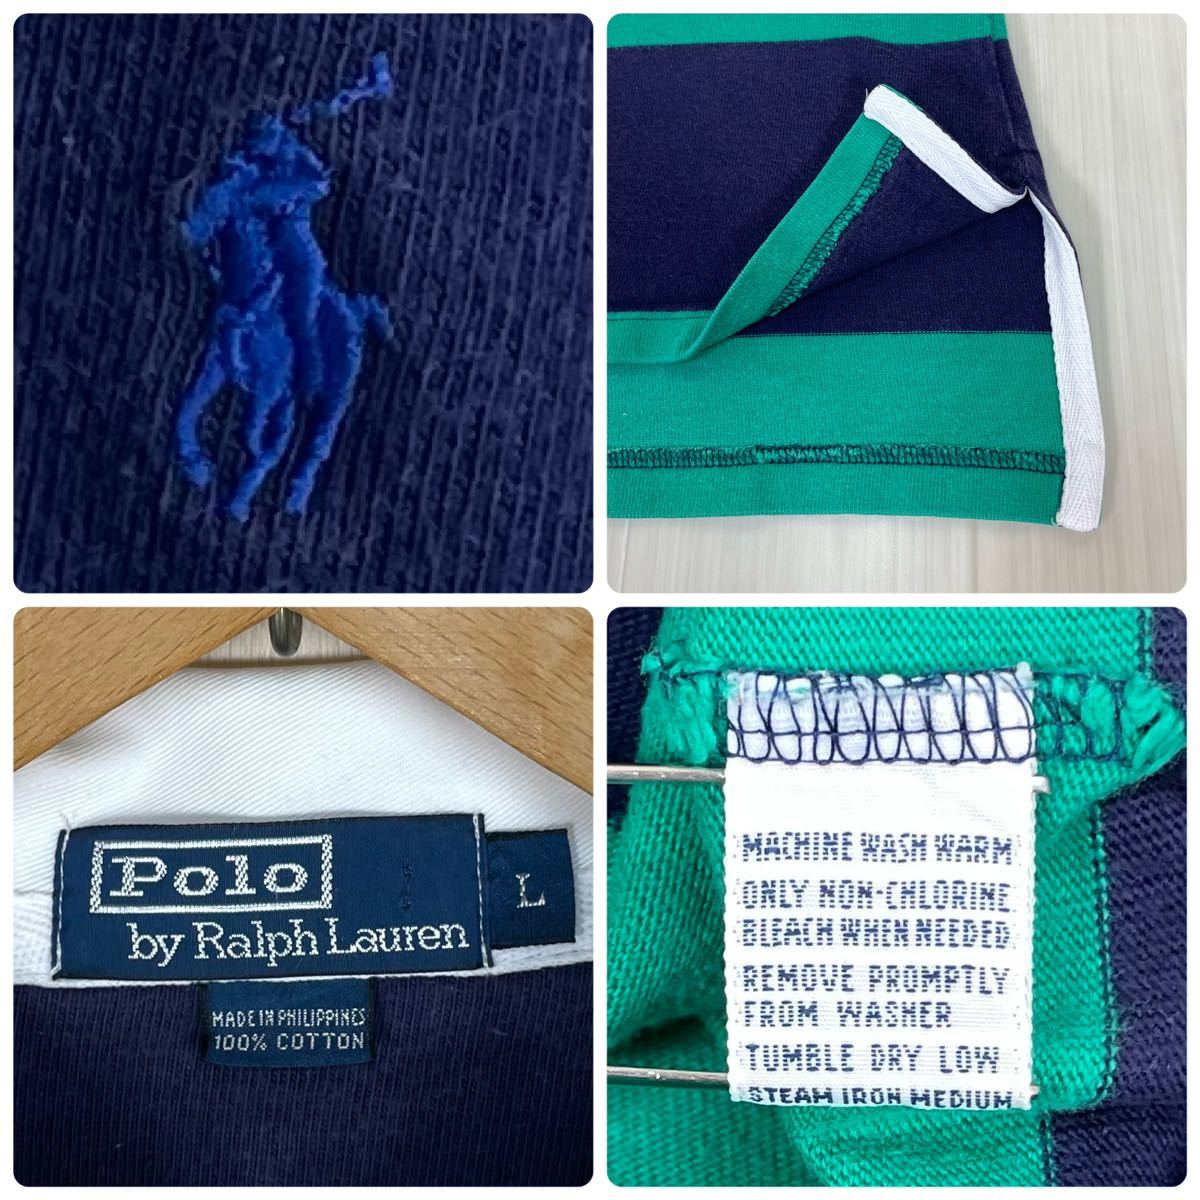 Polo
by Ralph Lauren
L
MADE IN PHILIPPINES
100% COTTON
MACHINE WASH WARM
ONLY NON-CHLORINE
BLEACH WHEN NEEDED
REMOVE PROMPTLY
FROM WASHER
TUMBLE DRY LOW
STEAM IRON MEDIUM